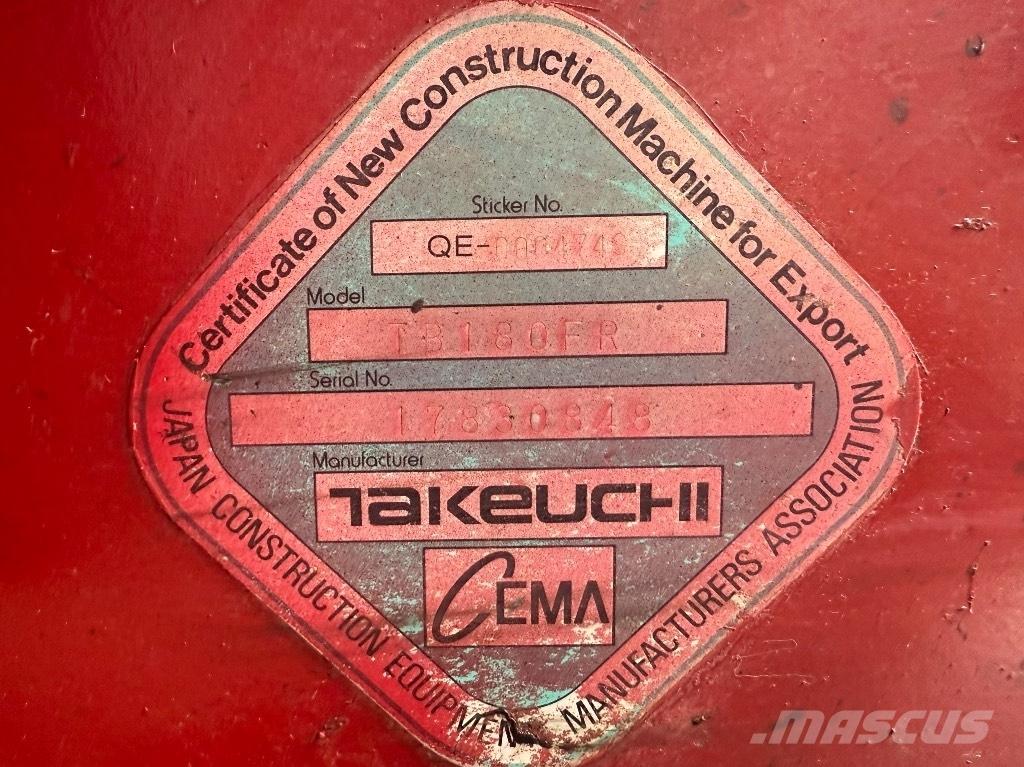 Certificate of New Construction Machine for Export
Sticker No.
QE-
Model
TB180FR
Serial No.
17830848
Manufacturer
TAKEUCHI
CEMA
JAPAN CONSTRUCTION EQUIPMENT MANUFACTURERS ASSOCIATION
MASCUS